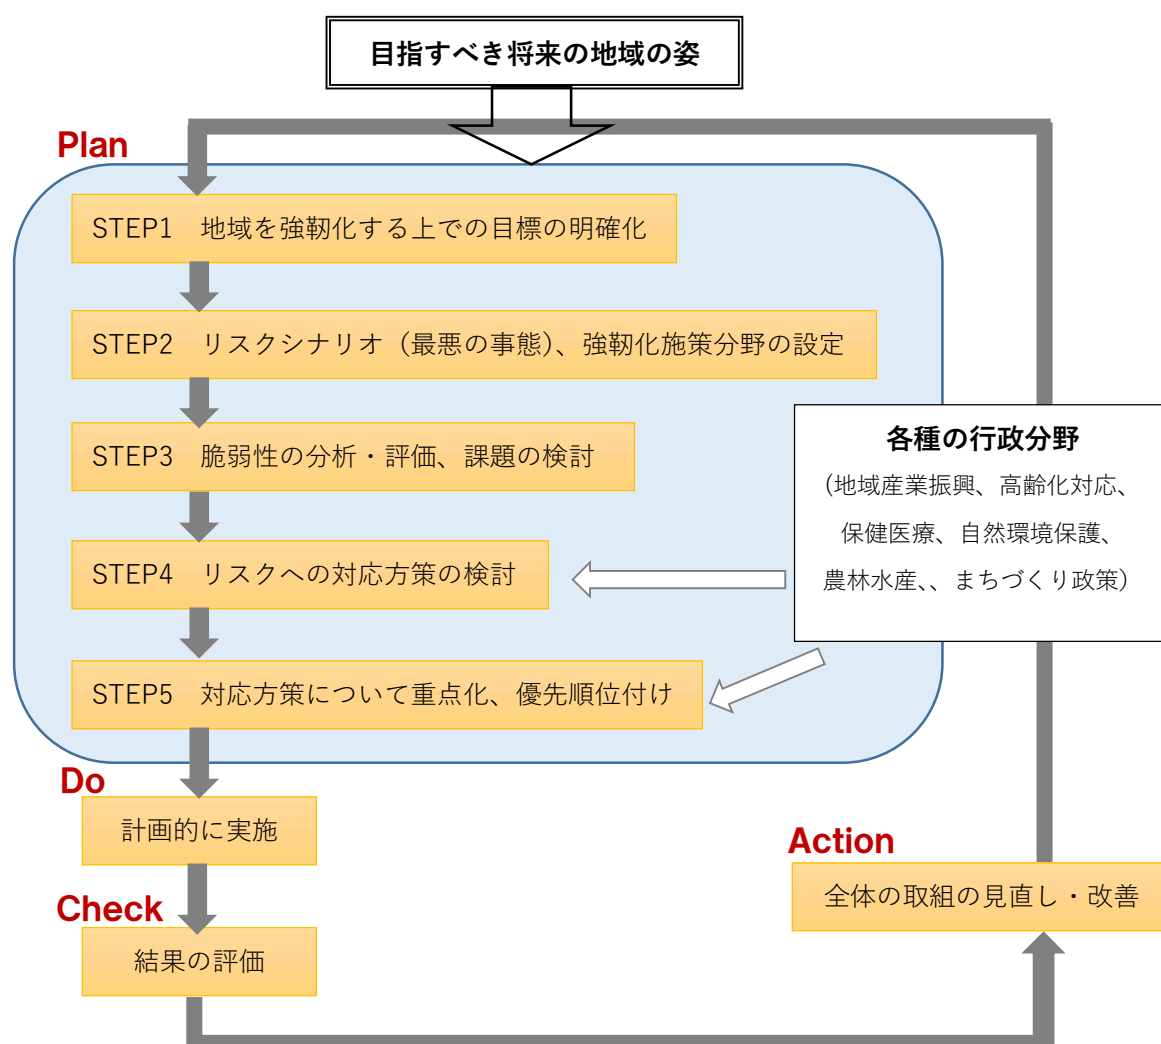 目指すべき将来の地域の姿
Plan
STEP1　地域を強靭化する上での目標の明確化
STEP2　リスクシナリオ（最悪の事態）、強靭化施策分野の設定
STEP3　脆弱性の分析・評価、課題の検討
STEP4　リスクへの対応方策の検討
STEP5　対応方策について重点化、優先順位付け
各種の行政分野
(地域産業振興、高齢化対応、
保健医療、自然環境保護、
農林水産、、まちづくり政策)
Do
計画的に実施
Check
結果の評価
Action
全体の取組の見直し・改善